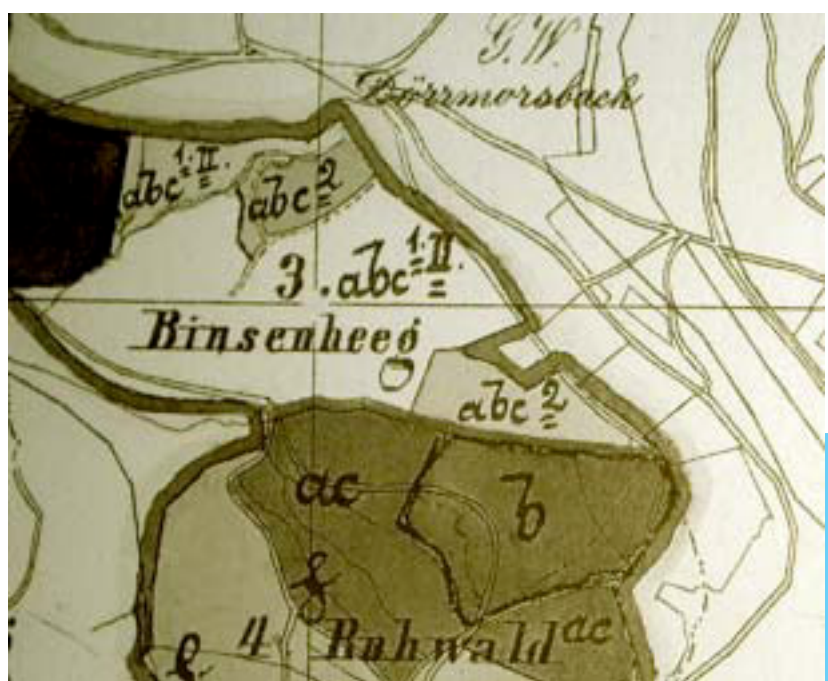 G. W.
Dörrmorsbach
abc 1. II.
abc 2
3. abc 1. II.
Binsenheeg
abc 2
ac
b
4 Ruhwald
ac
l